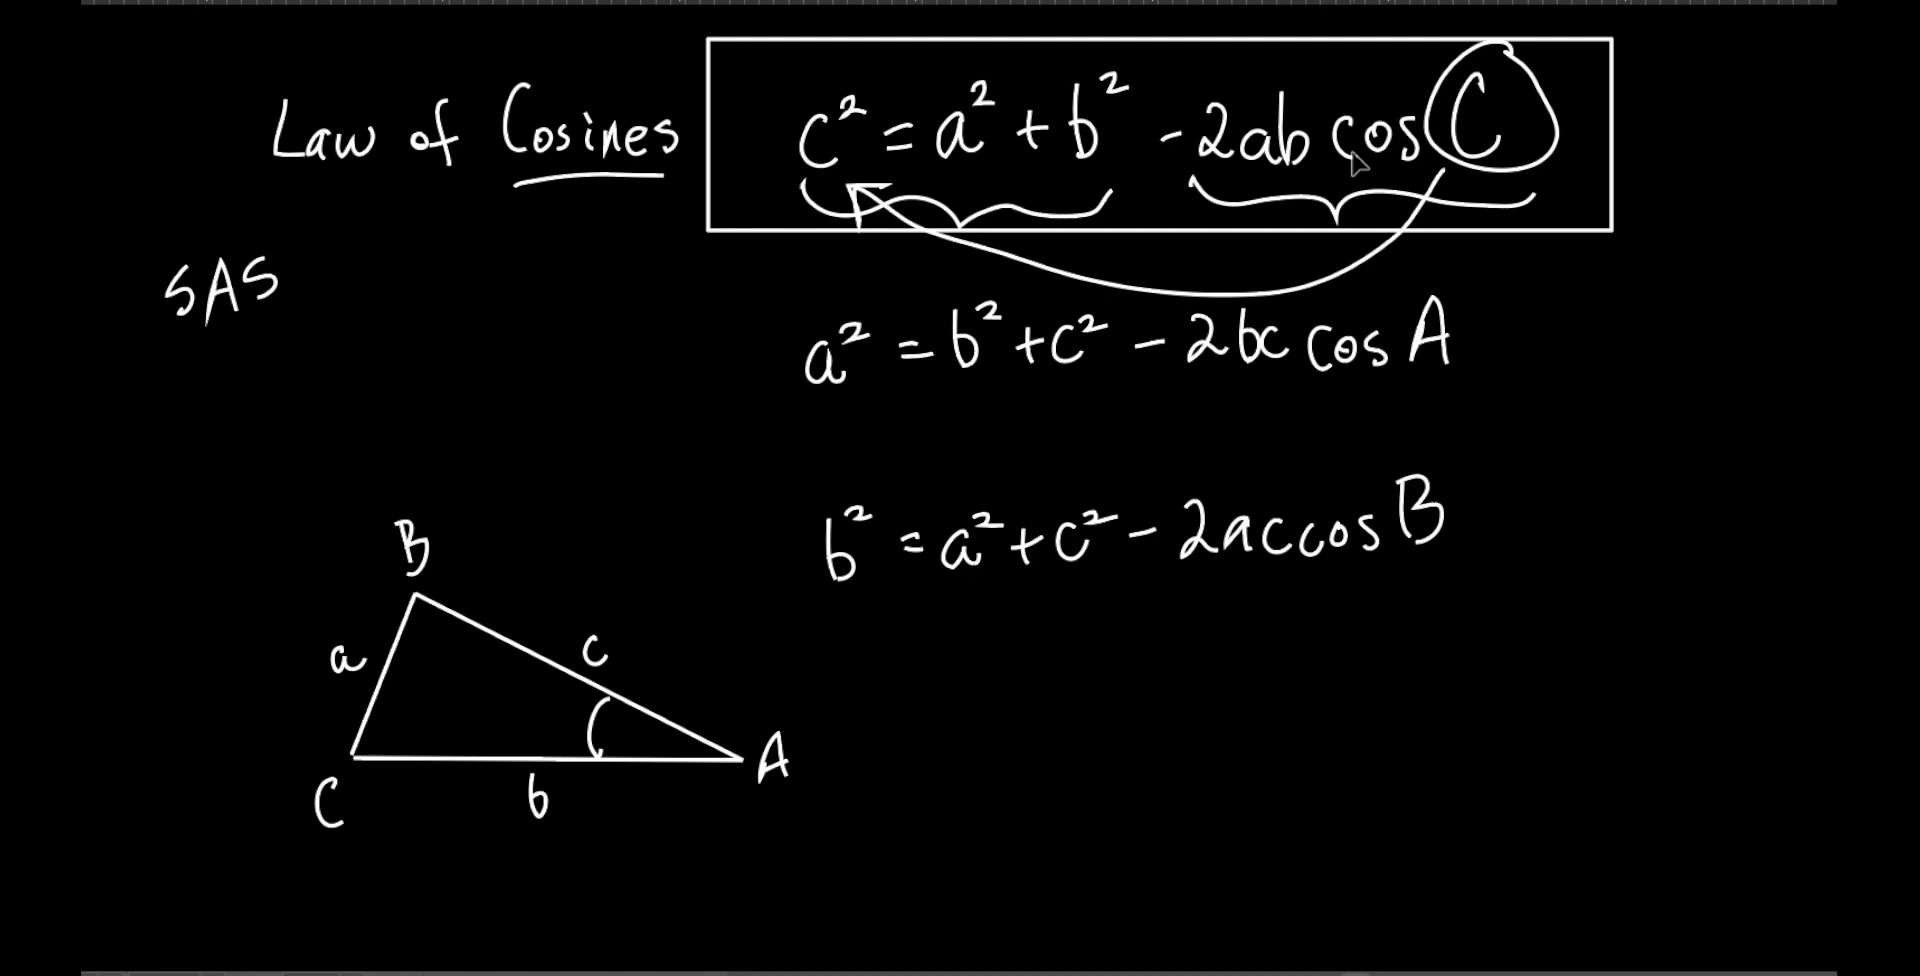 Law of Cosines c² = a² + b² - 2ab cos C
SAS
a² = b² + c² - 2bc cos A
b² = a² + c² - 2ac cos B
B
a
c
C
b
A